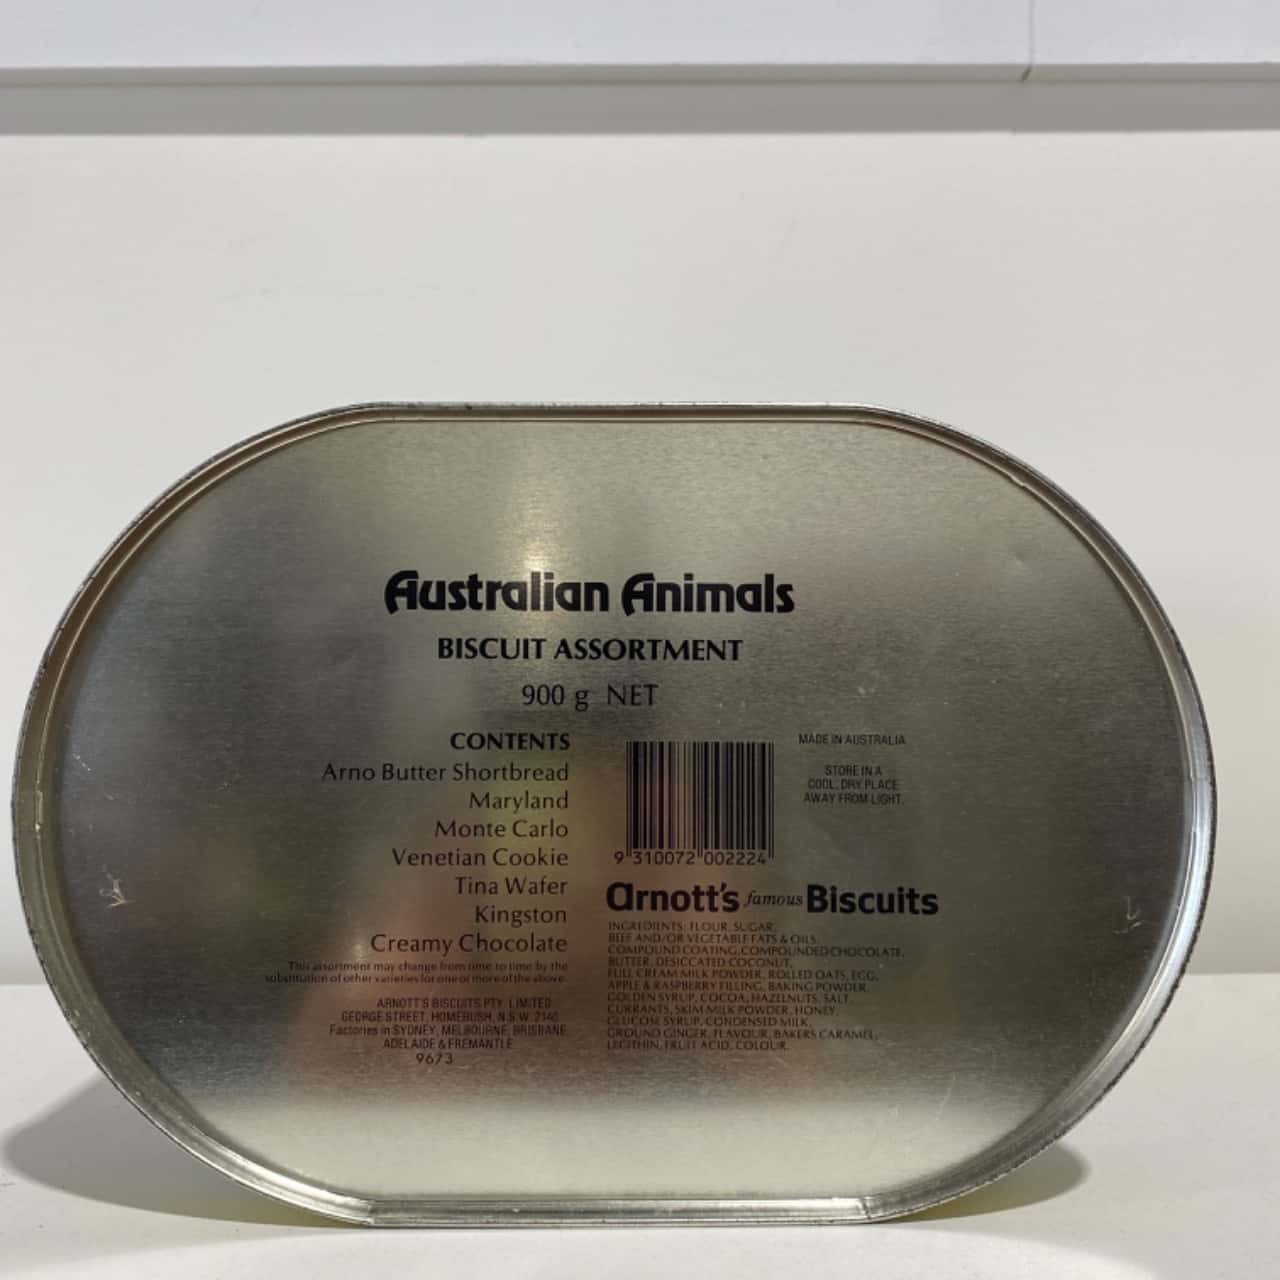 Australian Animals
BISCUIT ASSORTMENT
900 g NET
CONTENTS
Arno Butter Shortbread
Maryland
Monte Carlo
Venetian Cookie
Tina Wafer
Kingston
Creamy Chocolate
This assortment may change from time to time by the
substitution of other varieties for one or more of the above.
ARNOTT'S BISCUITS PTY. LIMITED
GEORGE STREET, HOMEBUSH, N.S.W. 2140
Factories in SYDNEY, MELBOURNE, BRISBANE
ADELAIDE & FREMANTLE
9673
9 310072 002224
MADE IN AUSTRALIA
STORE IN A
COOL, DRY PLACE
AWAY FROM LIGHT.
arnott's famous Biscuits
INGREDIENTS: FLOUR, SUGAR,
BEEF AND/OR VEGETABLE FATS & OILS,
COMPOUND COATING, COMPOUNDED CHOCOLATE,
BUTTER, DESICCATED COCONUT,
FULL CREAM MILK POWDER, ROLLED OATS, EGG,
APPLE & RASPBERRY FILLING, BAKING POWDER,
GOLDEN SYRUP, COCOA, HAZELNUTS, SALT,
CURRANTS, SKIM MILK POWDER, HONEY,
GLUCOSE SYRUP, CONDENSED MILK,
GROUND GINGER, FLAVOUR, BAKERS CARAMEL,
LECITHIN, FRUIT ACID, COLOUR.